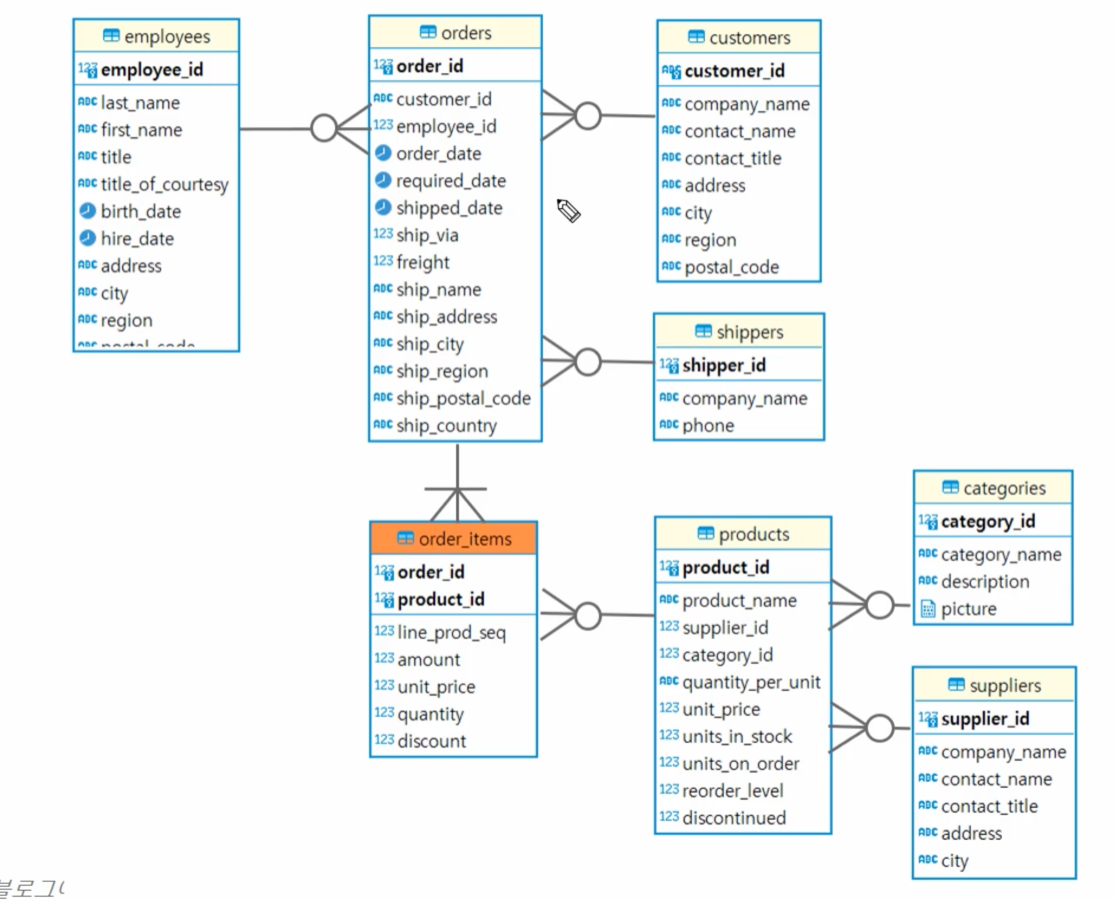 employees
employee_id
last_name
first_name
title
title_of_courtesy
birth_date
hire_date
address
city
region
postal_code
orders
order_id
customer_id
employee_id
order_date
required_date
shipped_date
ship_via
freight
ship_name
ship_address
ship_city
ship_region
ship_postal_code
ship_country
customers
customer_id
company_name
contact_name
contact_title
address
city
region
postal_code
shippers
shipper_id
company_name
phone
order_items
order_id
product_id
line_prod_seq
amount
unit_price
quantity
discount
products
product_id
product_name
supplier_id
category_id
quantity_per_unit
unit_price
units_in_stock
units_on_order
reorder_level
discontinued
categories
category_id
category_name
description
picture
suppliers
supplier_id
company_name
contact_name
contact_title
address
city
블로그